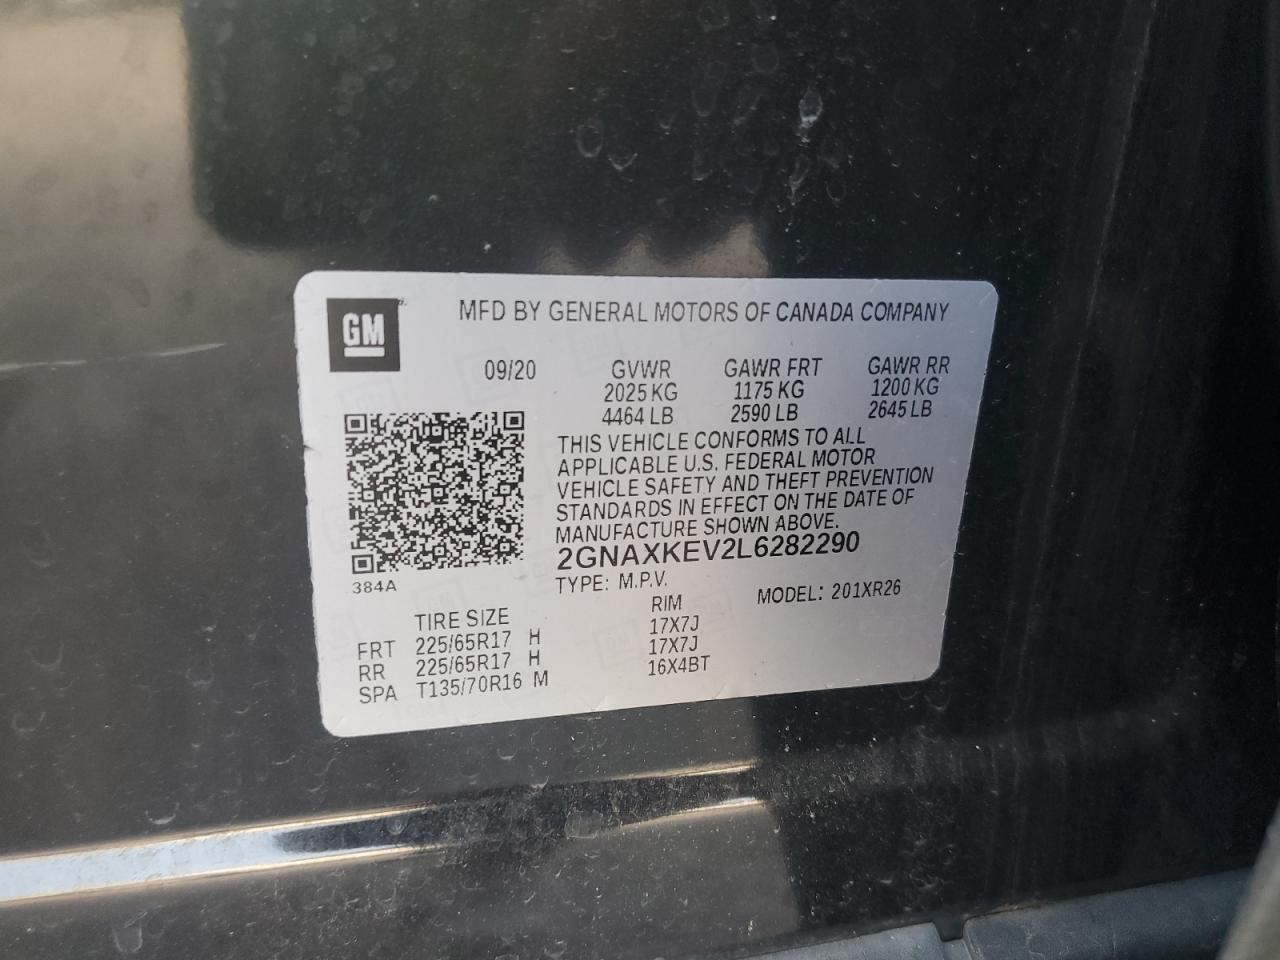 GM
MFD BY GENERAL MOTORS OF CANADA COMPANY
09/20 GVWR GAWR FRT GAWR RR
2025 KG 1175 KG 1200 KG
4464 LB 2590 LB 2645 LB
THIS VEHICLE CONFORMS TO ALL
APPLICABLE U.S. FEDERAL MOTOR
VEHICLE SAFETY AND THEFT PREVENTION
STANDARDS IN EFFECT ON THE DATE OF
MANUFACTURE SHOWN ABOVE.
2GNAXKEV2L6282290
384A
TYPE: M.P.V. MODEL: 201XR26
TIRE SIZE RIM
FRT 225/65R17 H 17X7J
RR 225/65R17 H 17X7J
SPA T135/70R16 M 16X4BT